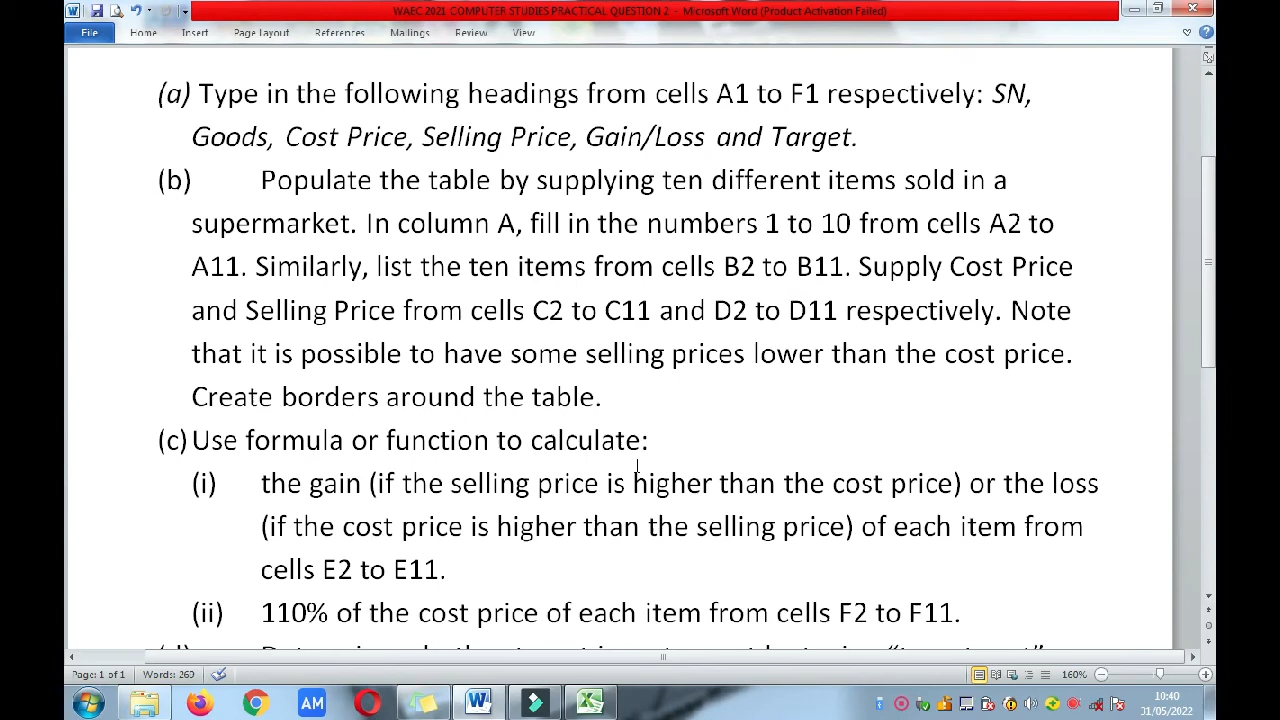 WAEC 2021 COMPUTER STUDIES PRACTICAL QUESTION 2 - Microsoft Word (Product Activation Failed)
File Home Insert Page Layout References Mailings Review View
(a) Type in the following headings from cells A1 to F1 respectively: SN,
Goods, Cost Price, Selling Price, Gain/Loss and Target.
(b) Populate the table by supplying ten different items sold in a
supermarket. In column A, fill in the numbers 1 to 10 from cells A2 to
A11. Similarly, list the ten items from cells B2 to B11. Supply Cost Price
and Selling Price from cells C2 to C11 and D2 to D11 respectively. Note
that it is possible to have some selling prices lower than the cost price.
Create borders around the table.
(c) Use formula or function to calculate:
(i) the gain (if the selling price is higher than the cost price) or the loss
(if the cost price is higher than the selling price) of each item from
cells E2 to E11.
(ii) 110% of the cost price of each item from cells F2 to F11.
Page: 1 of 1 Words: 269 160%
AM 10:40
31/05/2022